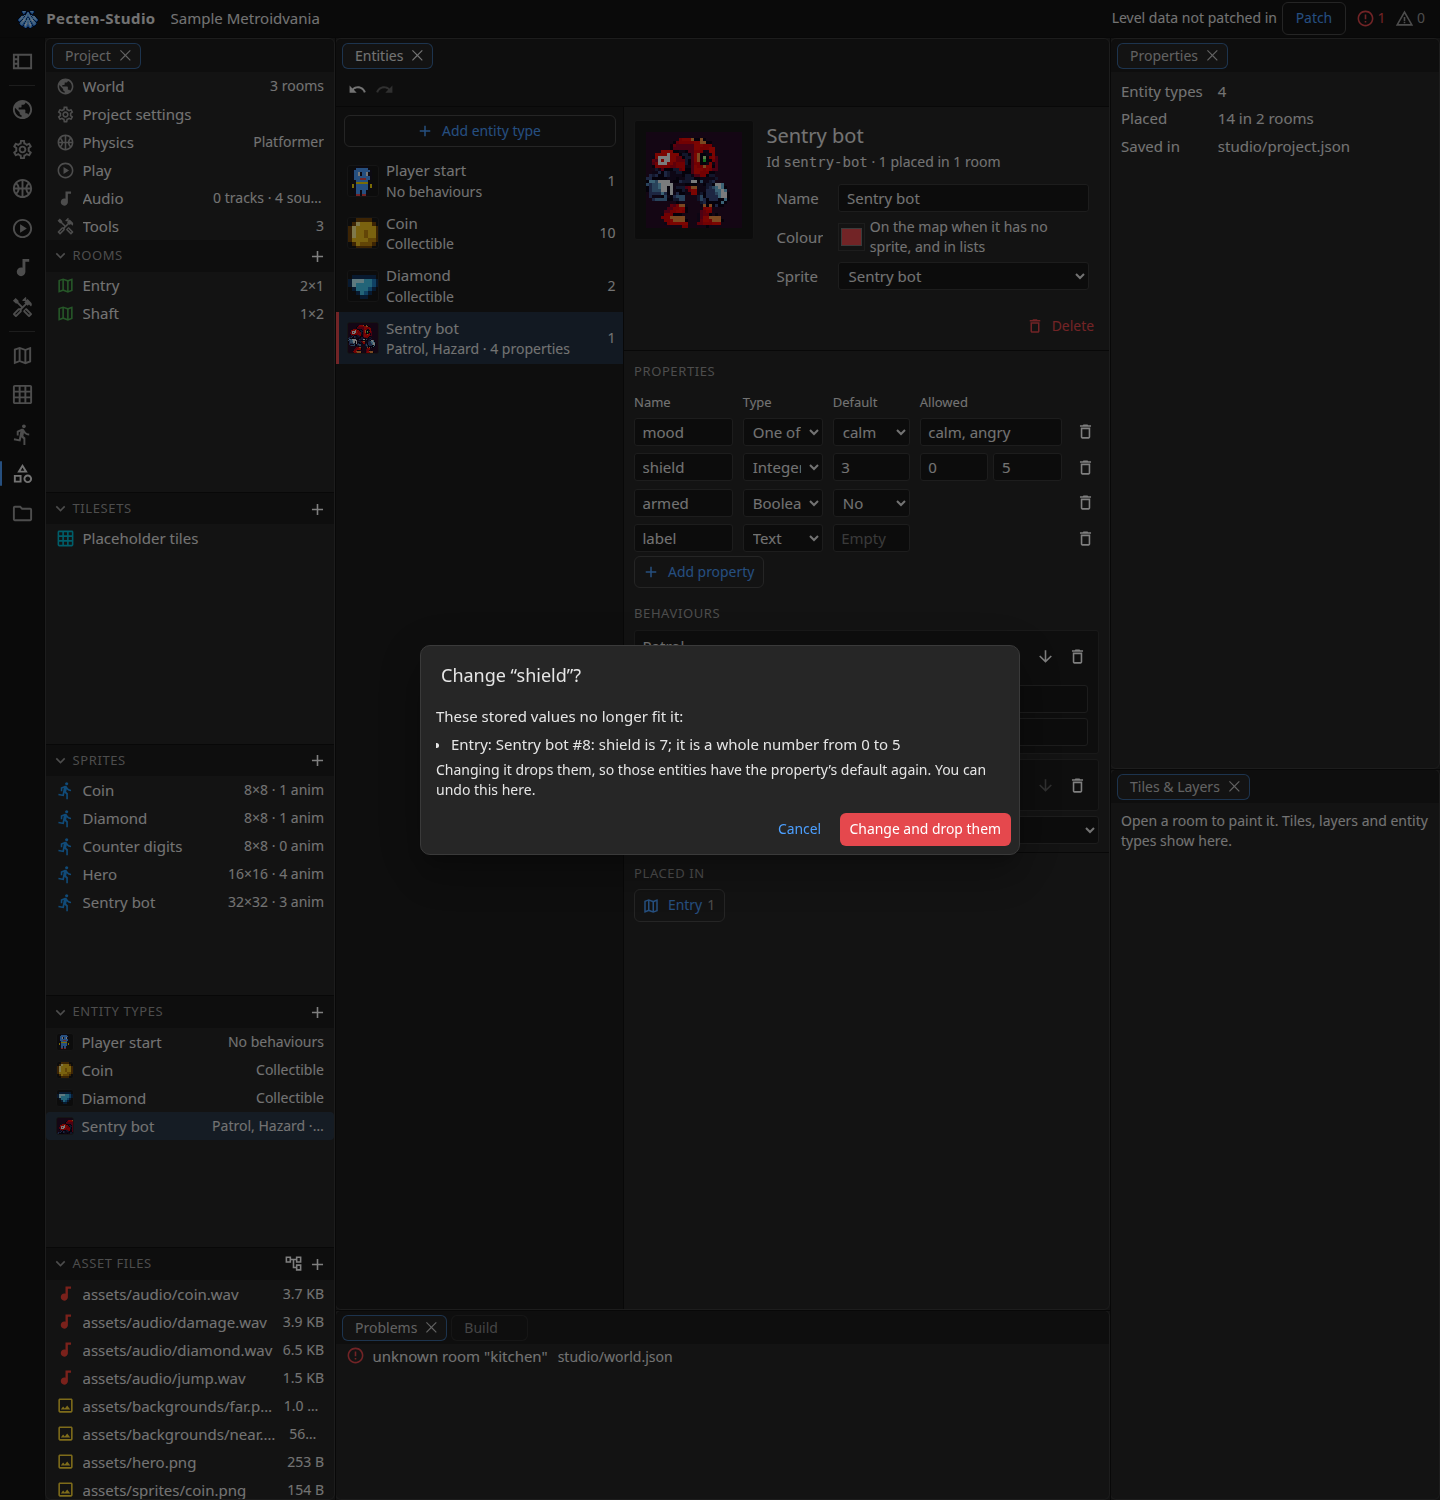 Pecten-Studio Sample Metroidvania
Level data not patched in Patch 1 0
Project
World 3 rooms
Project settings
Physics Platformer
Play
Audio 0 tracks · 4 sou...
Tools 3
ROOMS
Entry 2×1
Shaft 1×2
TILESETS
Placeholder tiles
SPRITES
Coin 8×8 · 1 anim
Diamond 8×8 · 1 anim
Counter digits 8×8 · 0 anim
Hero 16×16 · 4 anim
Sentry bot 32×32 · 3 anim
ENTITY TYPES
Player start No behaviours
Coin Collectible
Diamond Collectible
Sentry bot Patrol, Hazard ·...
ASSET FILES
assets/audio/coin.wav 3.7 KB
assets/audio/damage.wav 3.9 KB
assets/audio/diamond.wav 6.5 KB
assets/audio/jump.wav 1.5 KB
assets/backgrounds/far.p... 1.0 ...
assets/backgrounds/near.... 56...
assets/hero.png 253 B
assets/sprites/coin.png 154 B
Entities
Add entity type
Player start
No behaviours
1
Coin
Collectible
10
Diamond
Collectible
2
Sentry bot
Patrol, Hazard · 4 properties
1
Sentry bot
Id sentry-bot · 1 placed in 1 room
Name Sentry bot
Colour On the map when it has no
sprite, and in lists
Sprite Sentry bot
Delete
PROPERTIES
Name Type Default Allowed
mood One of calm calm, angry
shield Integer 3 0 5
armed Boolea No
label Text Empty
Add property
BEHAVIOURS
Patrol
Change “shield”?
These stored values no longer fit it:
Entry: Sentry bot #8: shield is 7; it is a whole number from 0 to 5
Changing it drops them, so those entities have the property’s default again. You can
undo this here.
Cancel Change and drop them
PLACED IN
Entry 1
Problems Build
unknown room "kitchen" studio/world.json
Properties
Entity types 4
Placed 14 in 2 rooms
Saved in studio/project.json
Tiles & Layers
Open a room to paint it. Tiles, layers and entity
types show here.